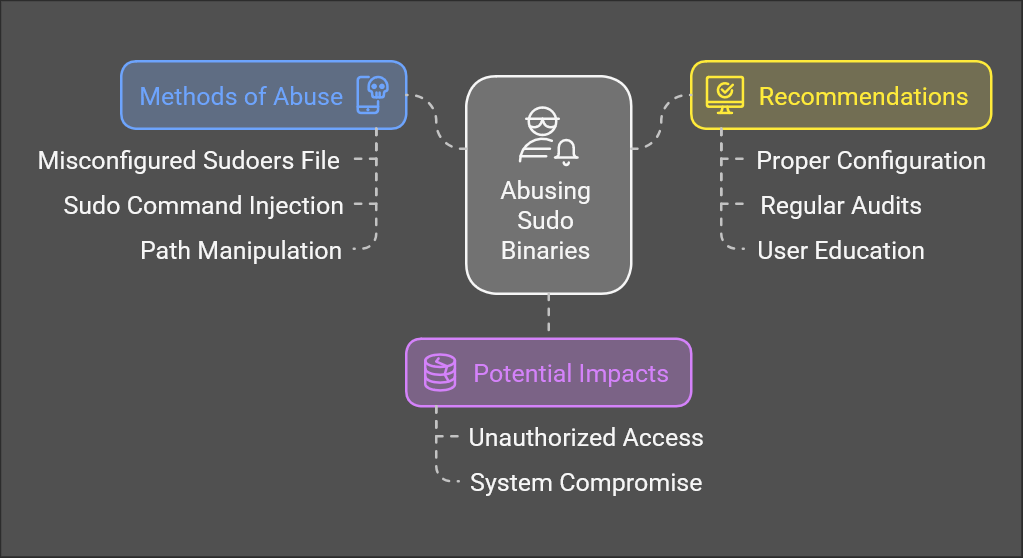 Methods of Abuse
Misconfigured Sudoers File
Sudo Command Injection
Path Manipulation
Abusing
Sudo
Binaries
Recommendations
Proper Configuration
Regular Audits
User Education
Potential Impacts
Unauthorized Access
System Compromise